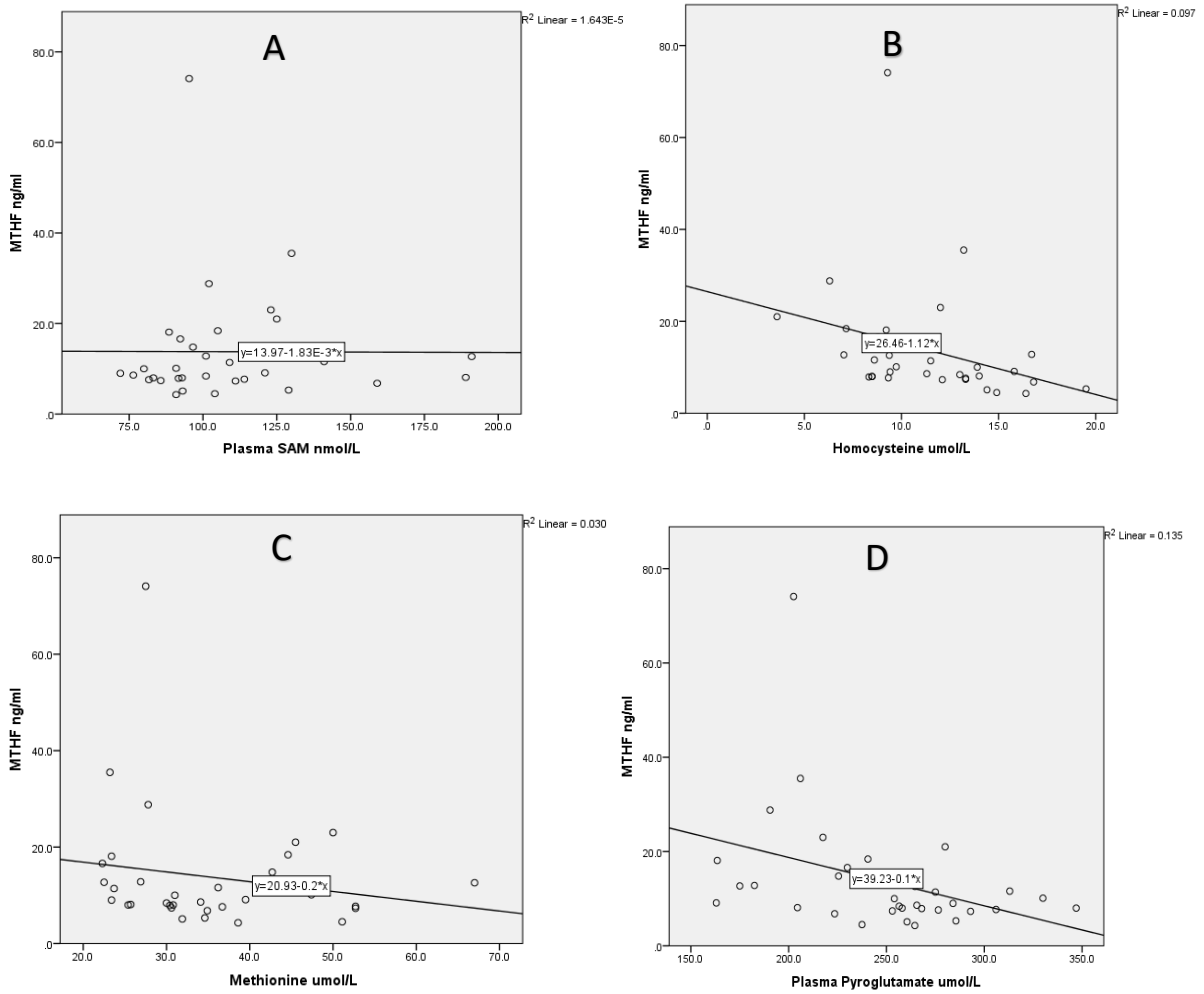 R² Linear = 1.643E-5
A
80.0
60.0
40.0
20.0
.0
MTHF ng/ml
y=13.97-1.83E-3*x
75.0 100.0 125.0 150.0 175.0 200.0
Plasma SAM nmol/L
R² Linear = 0.097
B
80.0
60.0
40.0
20.0
.0
MTHF ng/ml
y=26.46-1.12*x
.0 5.0 10.0 15.0 20.0
Homocysteine umol/L
R² Linear = 0.030
C
80.0
60.0
40.0
20.0
.0
MTHF ng/ml
y=20.93-0.2*x
20.0 30.0 40.0 50.0 60.0 70.0
Methionine umol/L
R² Linear = 0.135
D
80.0
60.0
40.0
20.0
.0
MTHF ng/ml
y=39.23-0.1*x
150.0 200.0 250.0 300.0 350.0
Plasma Pyroglutamate umol/L